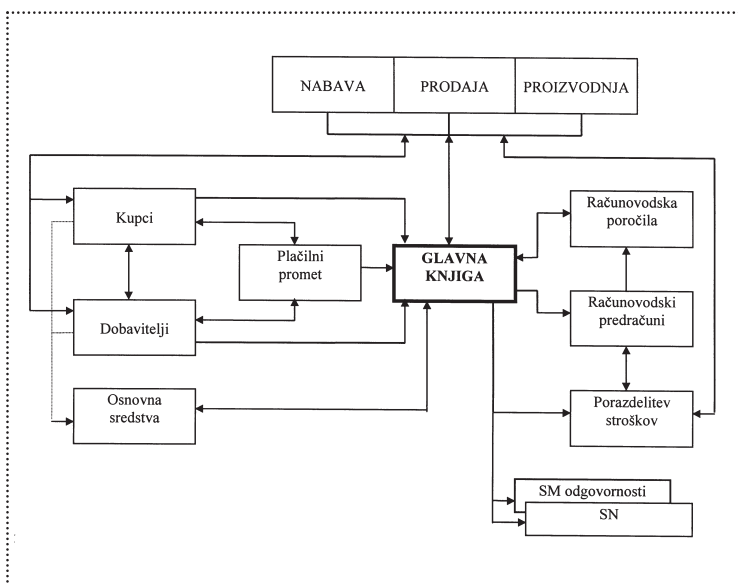 NABAVA PRODAJA PROIZVODNJA
Kupci
Plačilni
promet
Dobavitelji
Osnovna
sredstva
GLAVNA
KNJIGA
Računovodska
poročila
Računovodski
predračuni
Porazdelitev
stroškov
SM odgovornosti
SN